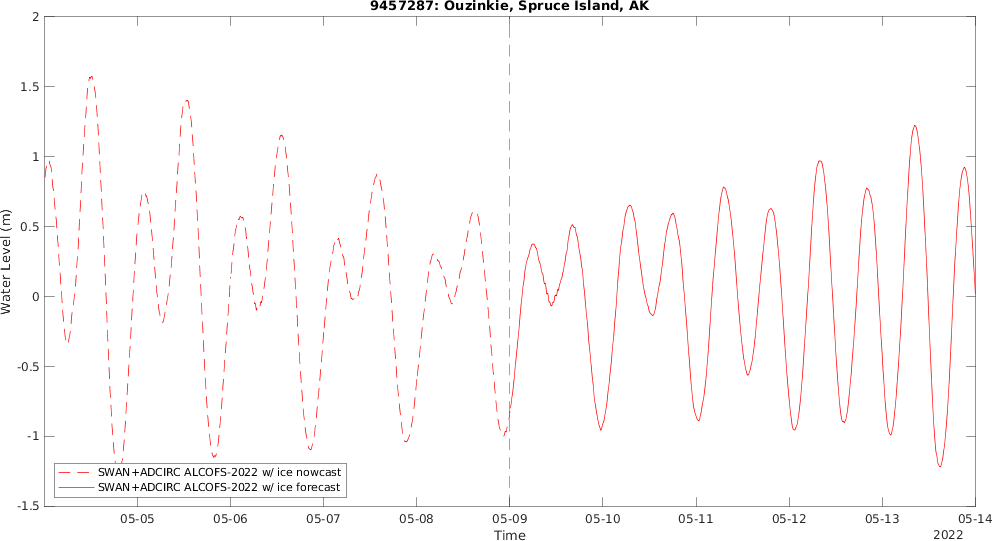 9457287: Ouzinkie, Spruce Island, AK
2
1.5
1
0.5
0
-0.5
-1
-1.5
Water Level (m)
SWAN+ADCIRC ALCOFS-2022 w/ ice nowcast
SWAN+ADCIRC ALCOFS-2022 w/ ice forecast
05-05 05-06 05-07 05-08 05-09 05-10 05-11 05-12 05-13 05-14
Time
2022